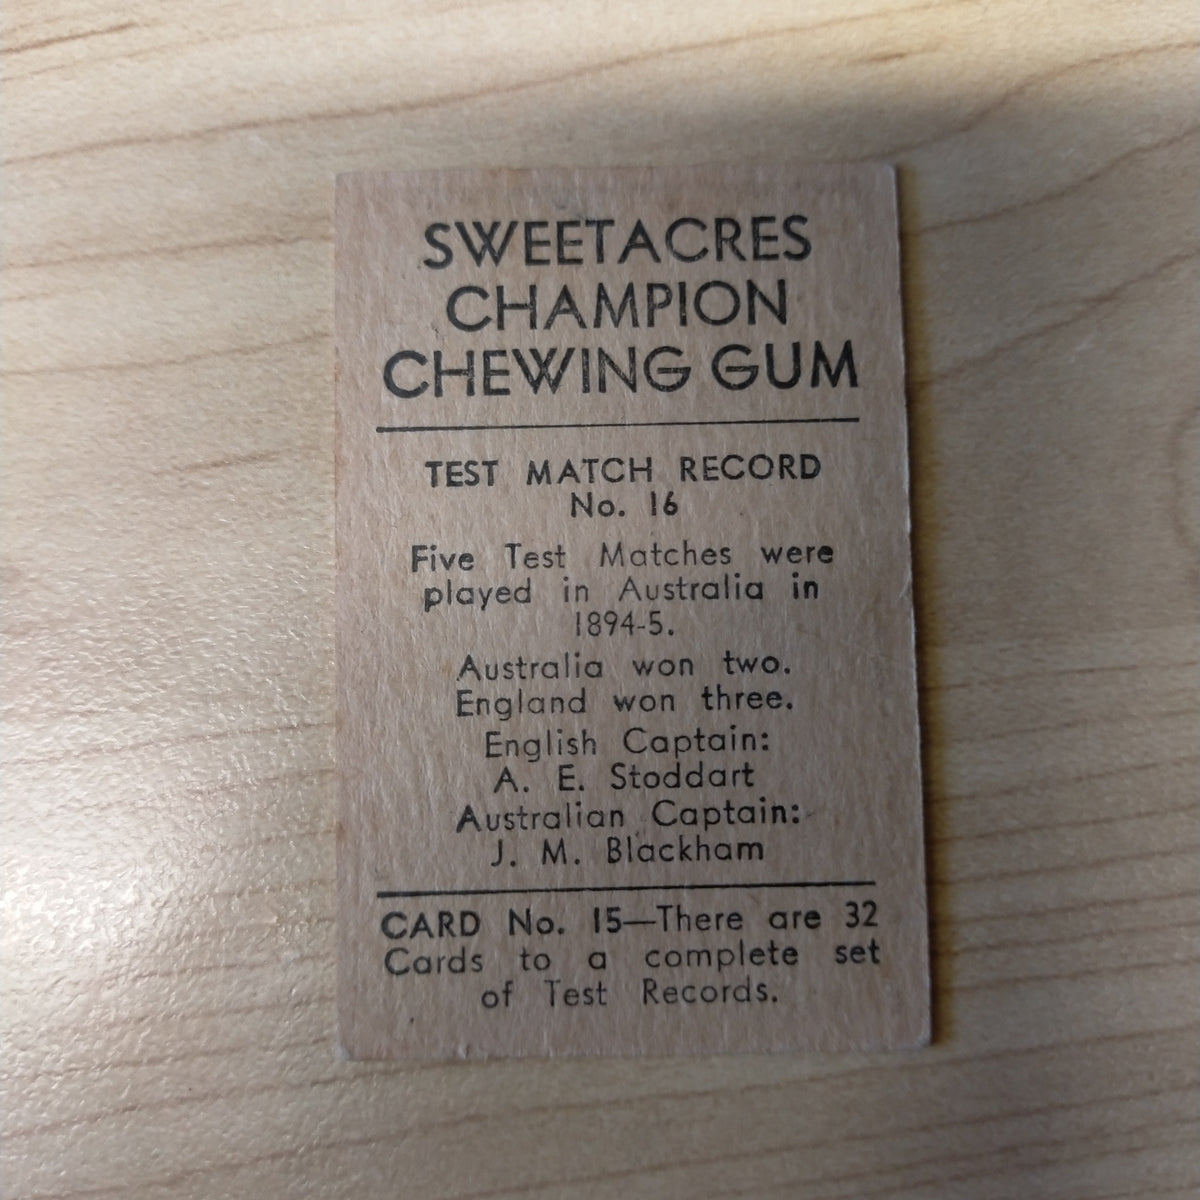 SWEETACRES
CHAMPION
CHEWING GUM
TEST MATCH RECORD
No. 16
Five Test Matches were
played in Australia in
1894-5.
Australia won two.
England won three.
English Captain:
A. E. Stoddart
Australian Captain:
J. M. Blackham
CARD No. 15—There are 32
Cards to a complete set
of Test Records.